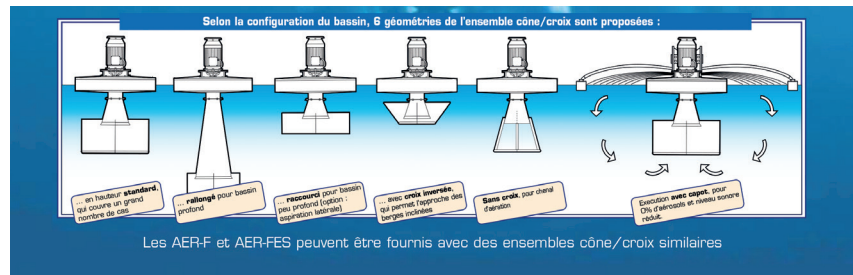 Selon la configuration du bassin, 6 géométries de l'ensemble cône/croix sont proposées :
... en hauteur standard,
qui couvre un grand
nombre de cas
... rallongé pour bassin
profond
... raccourci pour bassin
peu profond (option :
aspiration latérale)
... avec croix inversée,
qui permet l'approche des
berges inclinées
Sans croix, pour chenal
d'aération
Execution avec capot, pour
0% d'aérosols et niveau sonore
réduit.
Les AER-F et AER-FES peuvent être fournis avec des ensembles cône/croix similaires